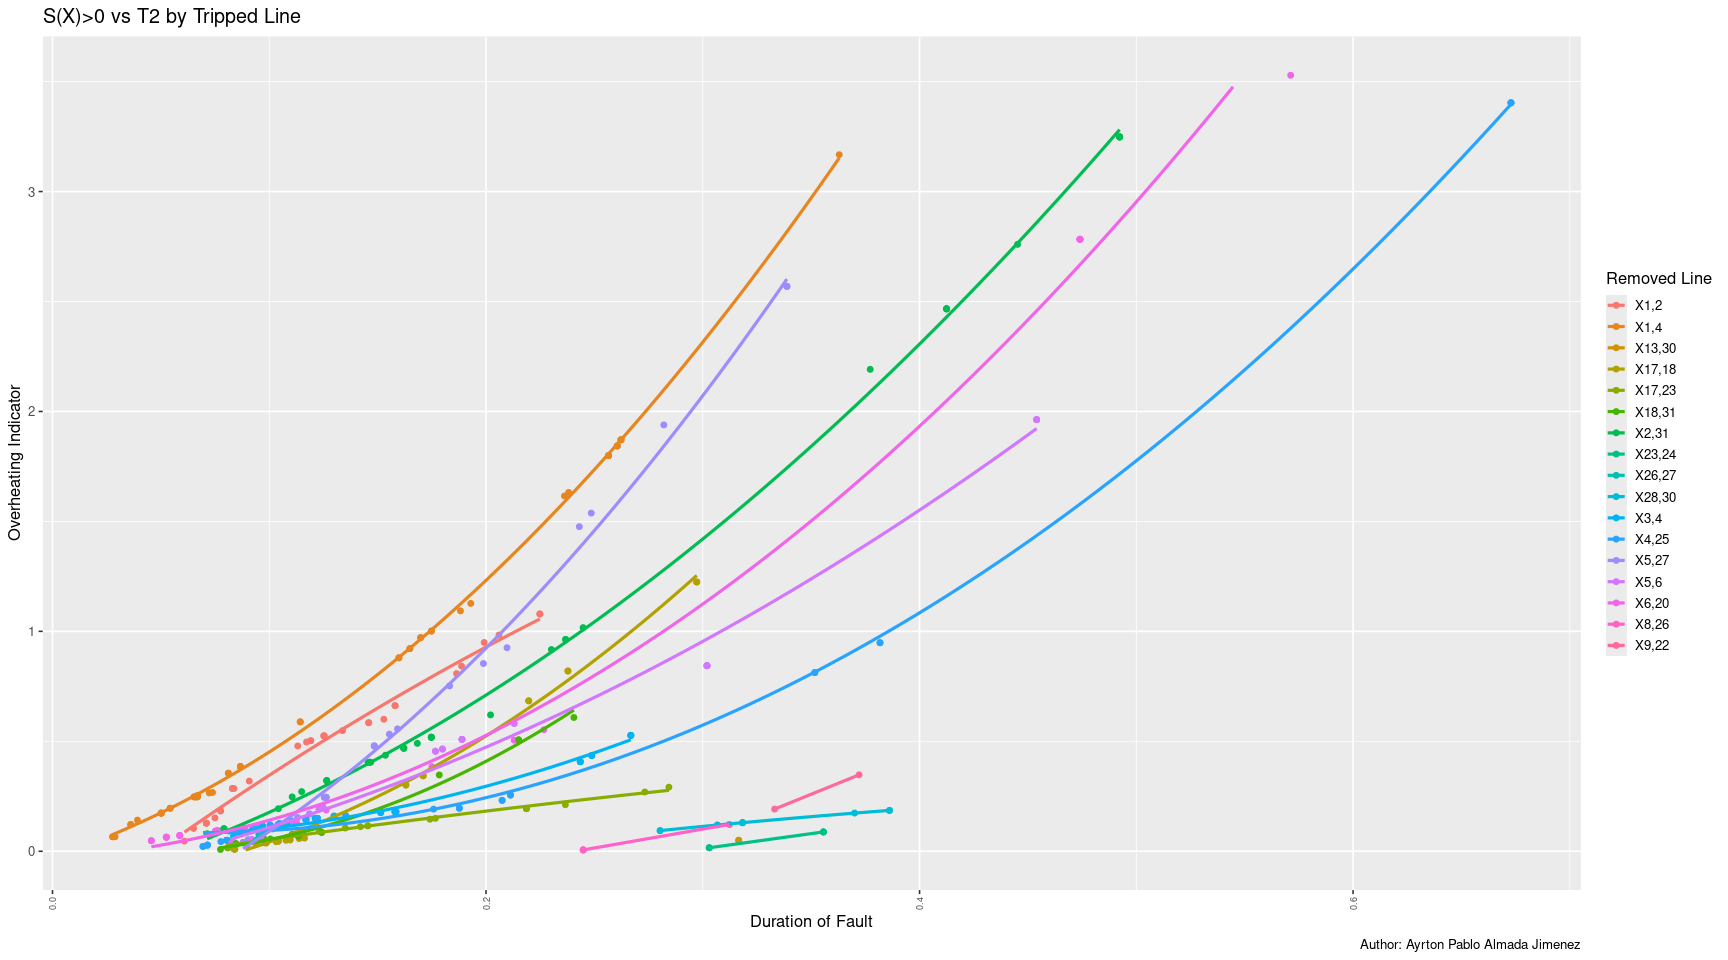 S(X)>0 vs T2 by Tripped Line
Overheating Indicator
3
2
1
0
0.0
0.2
0.4
0.6
Duration of Fault
Removed Line
X1,2
X1,4
X13,30
X17,18
X17,23
X18,31
X2,31
X23,24
X26,27
X28,30
X3,4
X4,25
X5,27
X5,6
X6,20
X8,26
X9,22
Author: Ayrton Pablo Almada Jimenez